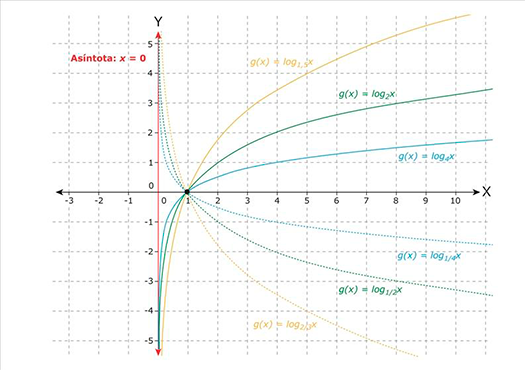 Y
5
Asíntota: x = 0
g(x) = log1,5x
4
g(x) = log2x
3
2
g(x) = log4x
1
0
X
-3 -2 -1 0 1 2 3 4 5 6 7 8 9 10
-1
-2
g(x) = log1/4x
-3
g(x) = log1/2x
-4
g(x) = log2/3x
-5